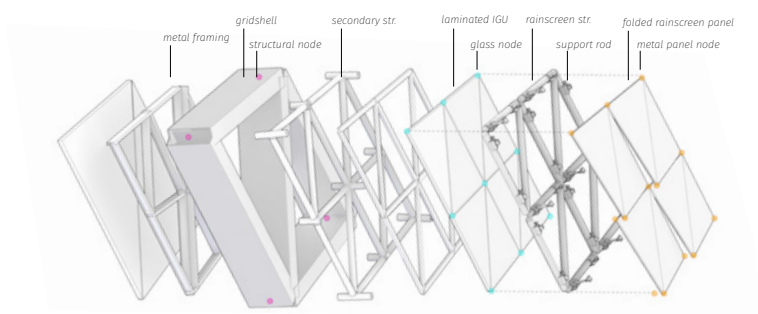 gridshell
secondary str.
laminated IGU
rainscreen str.
folded rainscreen panel
metal framing
structural node
glass node
support rod
metal panel node